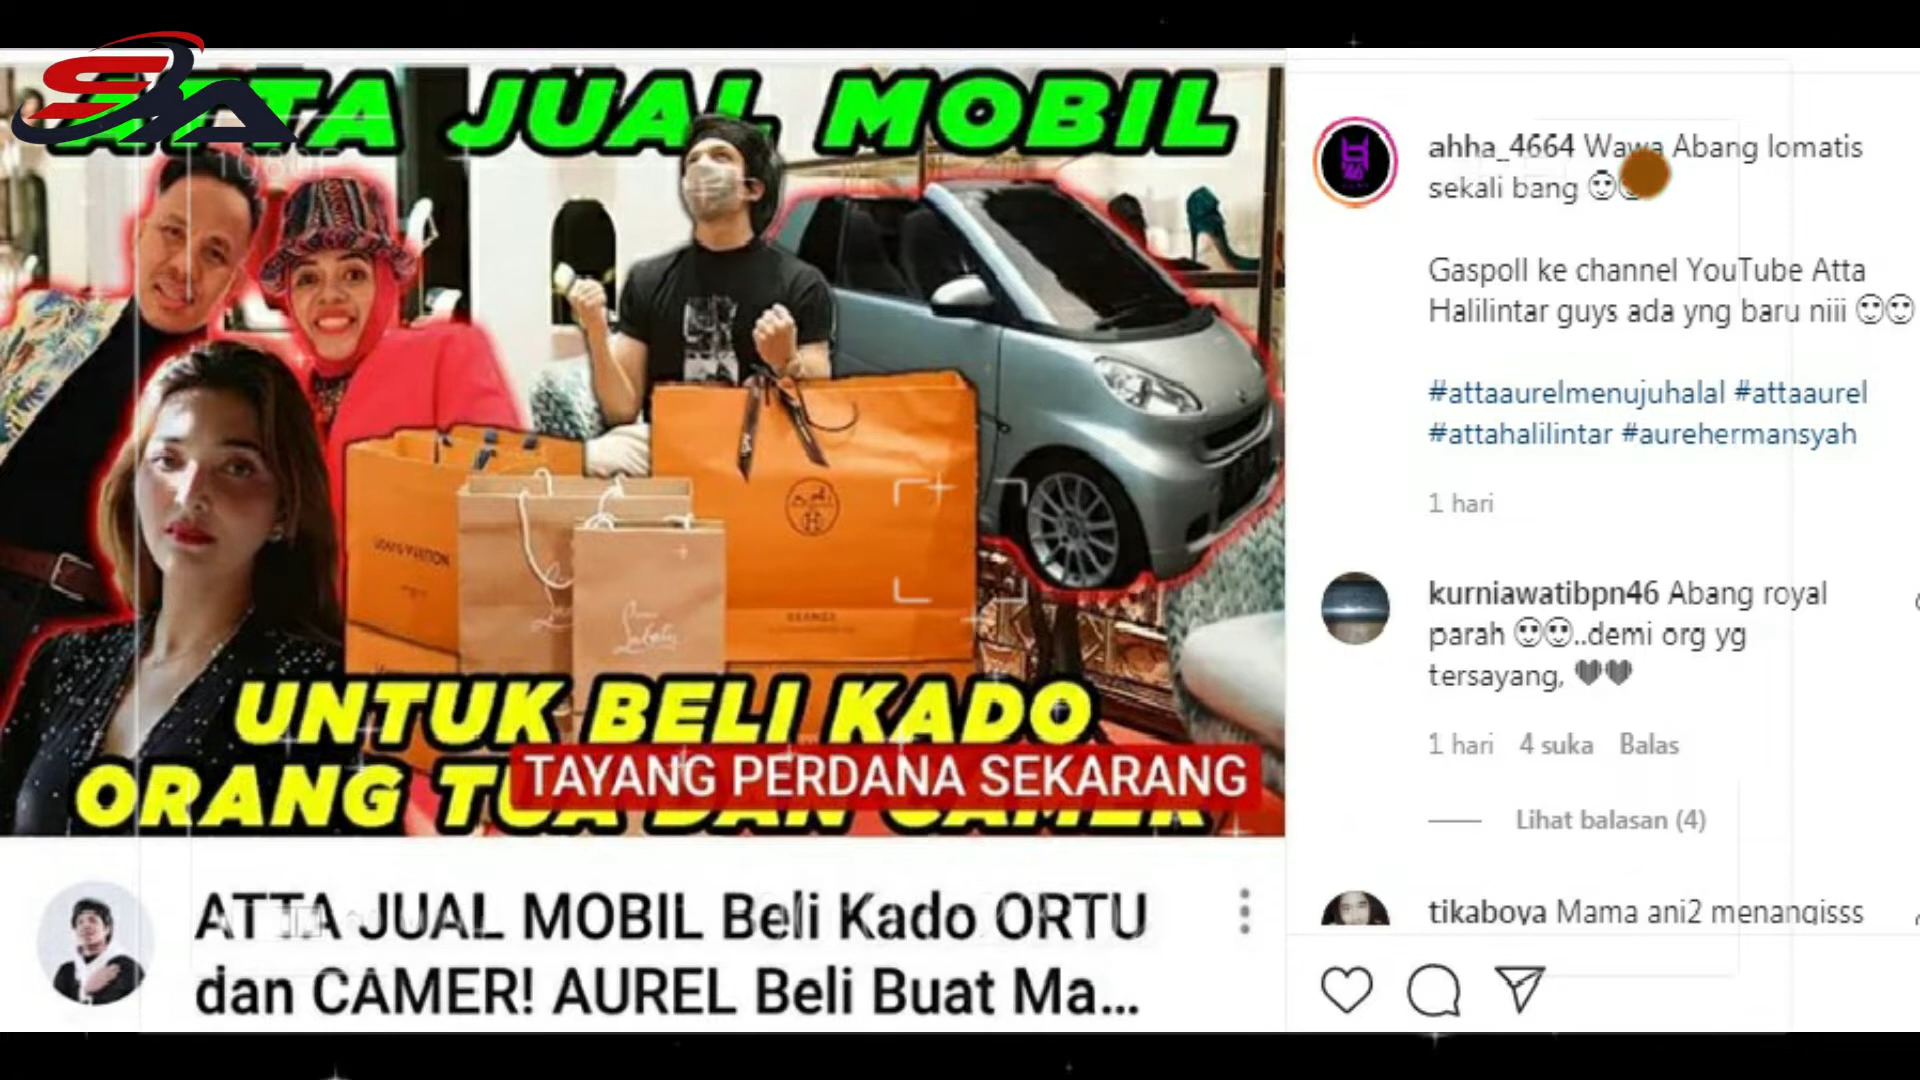 SA
ATTA JUAL MOBIL
LOUIS VUITTON
HERMES
UNTUK BELI KADO
ORANG TUA DAN CAMER
TAYANG PERDANA SEKARANG
ATTA JUAL MOBIL Beli Kado ORTU
dan CAMER! AUREL Beli Buat Ma...
ahha_4664 Wawa Abang lomatis
sekali bang
Gaspoll ke channel YouTube Atta
Halilintar guys ada yng baru niii
#attaaurelmenujuhalal #attaaurel
#attahalilintar #aurehermansyah
1 hari
kurniawatibpn46 Abang royal
parah ..demi org yg
tersayang,
1 hari 4 suka Balas
Lihat balasan (4)
tikaboya Mama ani2 menangisss